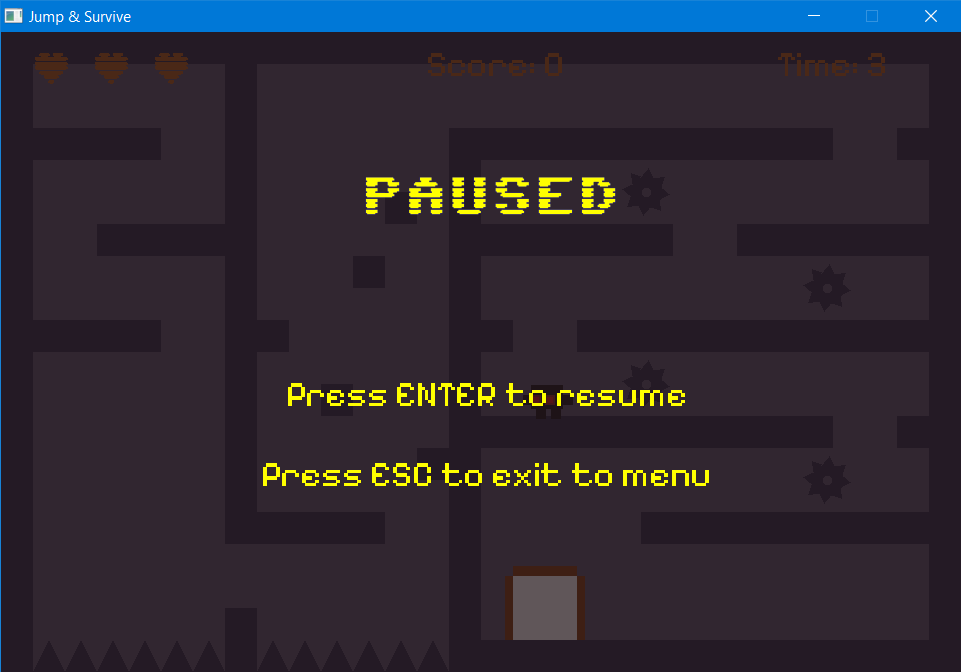 Jump & Survive
Score: 0
Time: 3
PAUSED
Press ENTER to resume
Press ESC to exit to menu